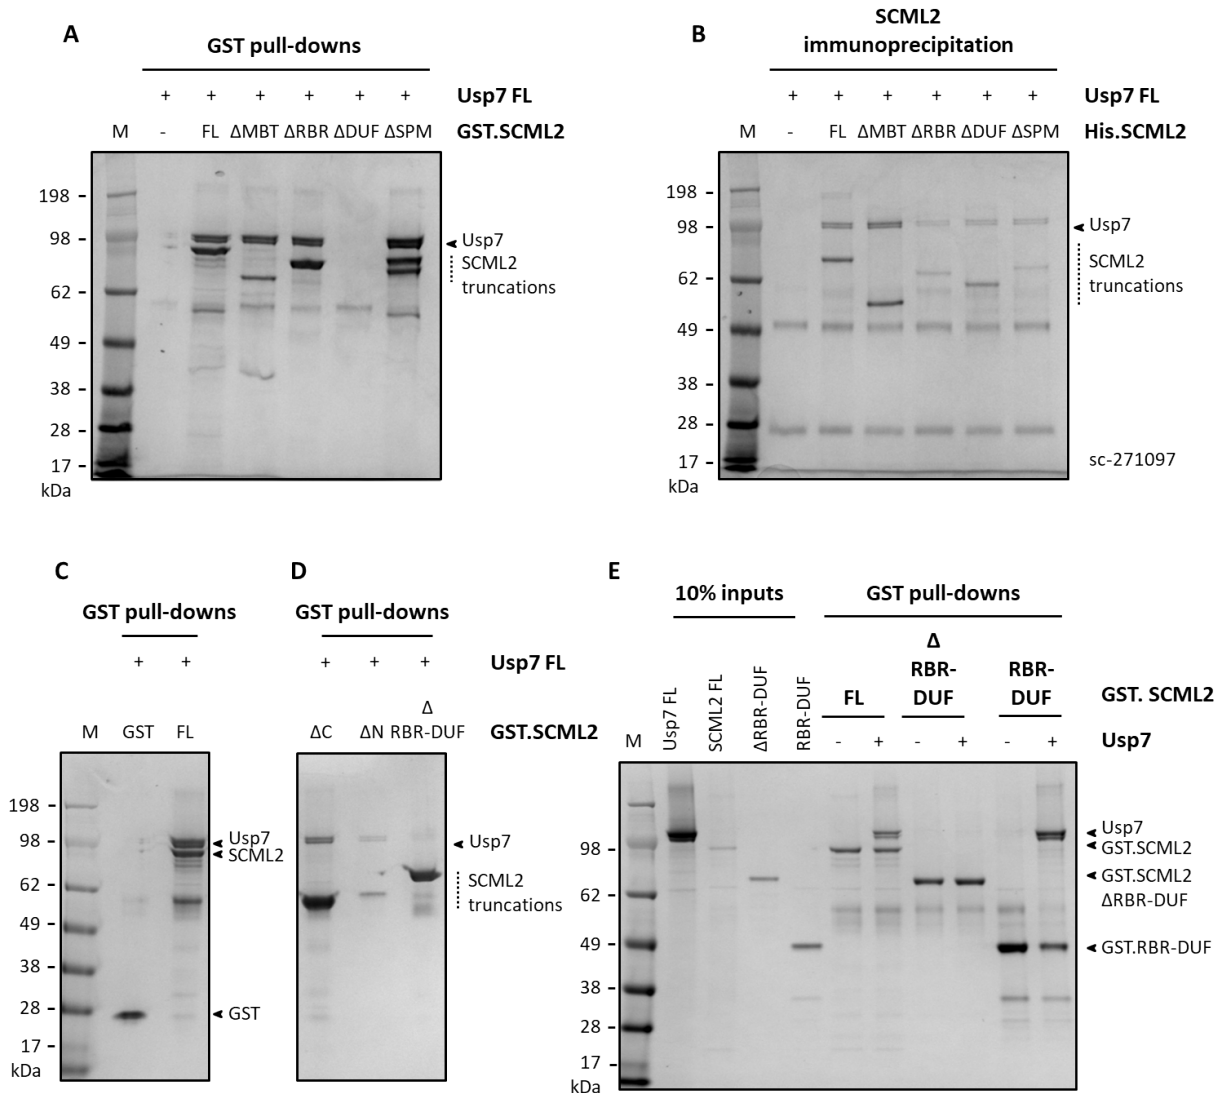 A
GST pull-downs
+ + + + + + Usp7 FL
M - FL ΔMBT ΔRBR ΔDUF ΔSPM GST.SCML2
198
98
62
49
38
28
17
kDa
Usp7
SCML2
truncations
B
SCML2
immunoprecipitation
+ + + + + + Usp7 FL
M - FL ΔMBT ΔRBR ΔDUF ΔSPM His.SCML2
198
98
62
49
38
28
17
kDa
Usp7
SCML2
truncations
sc-271097
C
GST pull-downs
+ +
M GST FL
198
98
62
49
38
28
17
kDa
Usp7
SCML2
GST
D
GST pull-downs
+ + + Usp7 FL
Δ
ΔC ΔN RBR-DUF GST.SCML2
Usp7
SCML2
truncations
E
10% inputs
GST pull-downs
M Usp7 FL SCML2 FL ΔRBR-DUF RBR-DUF
FL
Δ
RBR-
DUF
RBR-
DUF
GST. SCML2
- + - + - + Usp7
98
62
49
38
28
17
kDa
Usp7
GST.SCML2
GST.SCML2
ΔRBR-DUF
GST.RBR-DUF